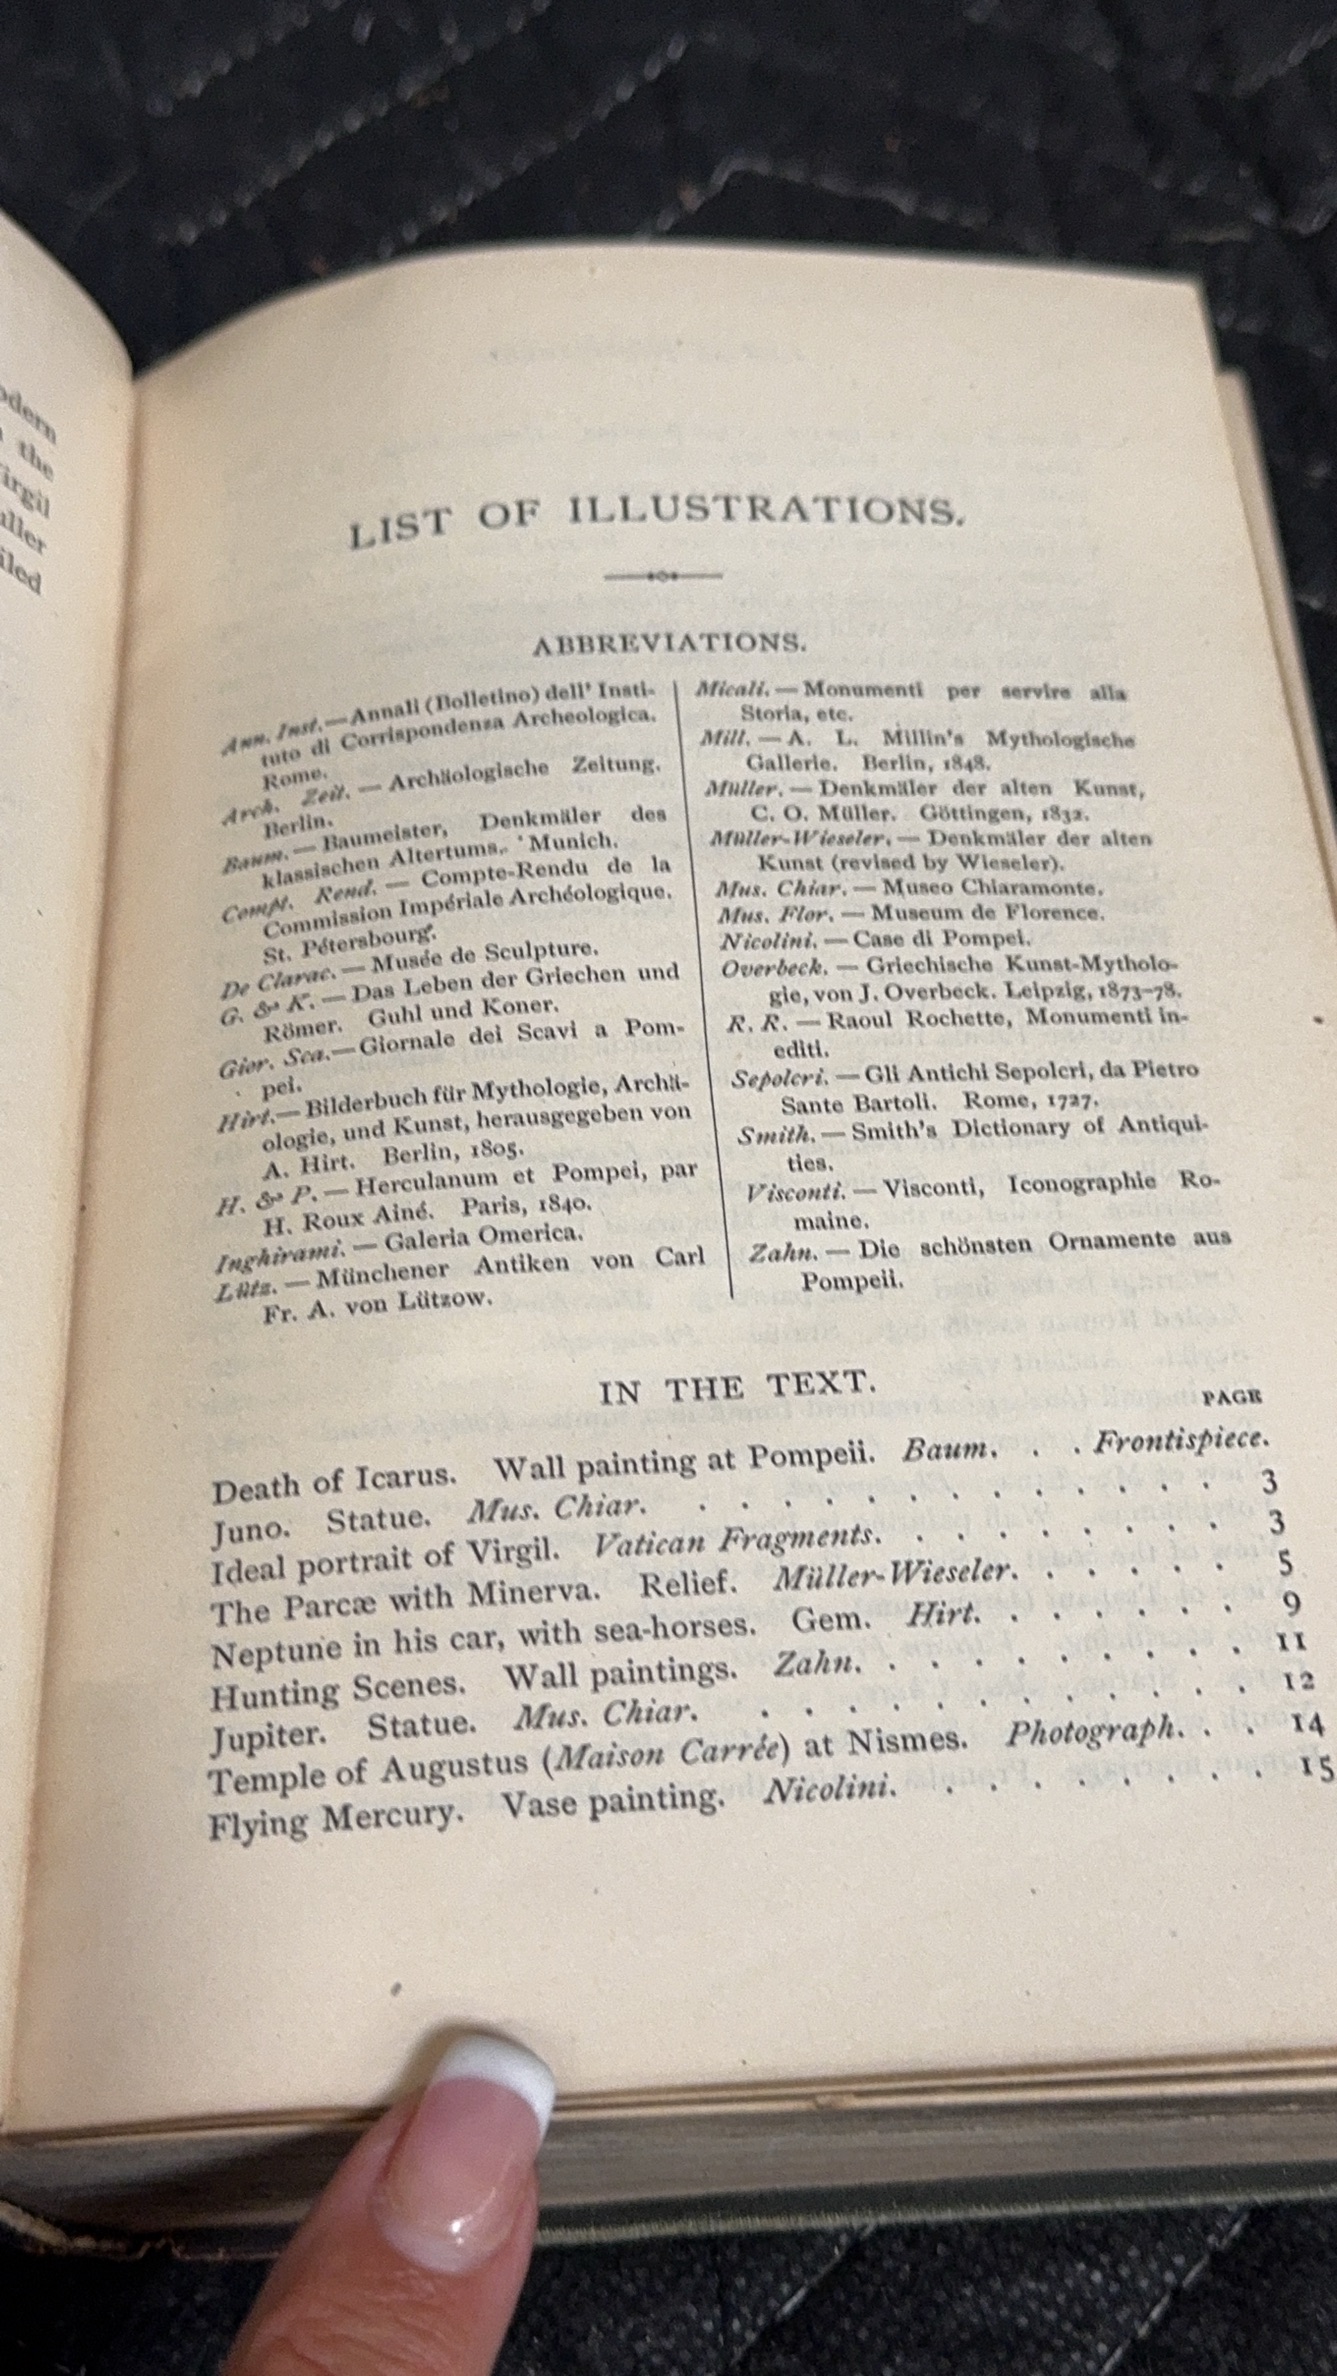 odern
the
irgil
aller
iled
LIST OF ILLUSTRATIONS.
ABBREVIATIONS.
Ann. Inst.—Annali (Bolletino) dell' Insti-
tuto di Corrispondenza Archeologica.
Rome.
Arch. Zeit. — Archäologische Zeitung.
Berlin.
Baum. — Baumeister, Denkmäler des
klassischen Altertums. Munich.
Compt. Rend. — Compte-Rendu de la
Commission Impériale Archéologique.
St. Pétersbourg.
De Clarac. — Musée de Sculpture.
G. & K. — Das Leben der Griechen und
Römer. Guhl und Koner.
Gior. Sca.—Giornale dei Scavi a Pom-
pei.
Hirt.— Bilderbuch für Mythologie, Archä-
ologie, und Kunst, herausgegeben von
A. Hirt. Berlin, 1805.
H. & P. — Herculanum et Pompei, par
H. Roux Ainé. Paris, 1840.
Inghirami. — Galeria Omerica.
Lütz. — Münchener Antiken von Carl
Fr. A. von Lützow.
Micali. — Monumenti per servire alla
Storia, etc.
Mill. — A. L. Millin's Mythologische
Gallerie. Berlin, 1848.
Müller. — Denkmäler der alten Kunst,
C. O. Müller. Göttingen, 1832.
Müller-Wieseler. — Denkmäler der alten
Kunst (revised by Wieseler).
Mus. Chiar. — Museo Chiaramonte.
Mus. Flor. — Museum de Florence.
Nicolini. — Case di Pompei.
Overbeck. — Griechische Kunst-Mytholo-
gie, von J. Overbeck. Leipzig, 1873–78.
R. R. — Raoul Rochette, Monumenti in-
editi.
Sepolcri. — Gli Antichi Sepolcri, da Pietro
Sante Bartoli. Rome, 1727.
Smith. — Smith's Dictionary of Antiqui-
ties.
Visconti. — Visconti, Iconographie Ro-
maine.
Zahn. — Die schönsten Ornamente aus
Pompeii.
IN THE TEXT.
PAGE
Death of Icarus. Wall painting at Pompeii. Baum. . . Frontispiece.
Juno. Statue. Mus. Chiar. . . . . . . . . . . . . . 3
Ideal portrait of Virgil. Vatican Fragments. . . . . . . . . 3
The Parcæ with Minerva. Relief. Müller-Wieseler. . . . . . 5
Neptune in his car, with sea-horses. Gem. Hirt. . . . . . . 9
Hunting Scenes. Wall paintings. Zahn. . . . . . . . . . 11
Jupiter. Statue. Mus. Chiar. . . . . . . . . . . . . 12
Temple of Augustus (Maison Carrée) at Nismes. Photograph. . . 14
Flying Mercury. Vase painting. Nicolini. . . . . . . . . 15